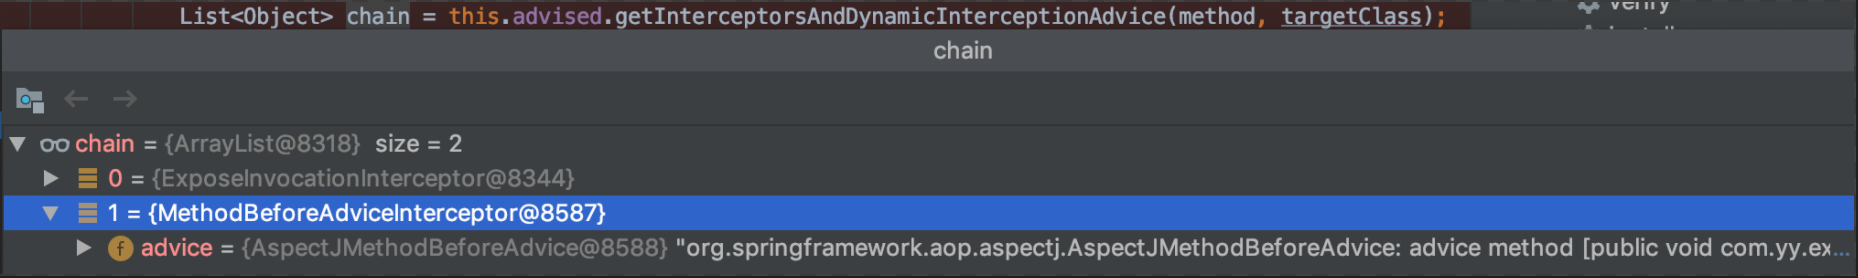 List<Object> chain = this.advised.getInterceptorsAndDynamicInterceptionAdvice(method, targetClass);
verify
chain
chain = {ArrayList@8318} size = 2
0 = {ExposeInvocationInterceptor@8344}
1 = {MethodBeforeAdviceInterceptor@8587}
f advice = {AspectJMethodBeforeAdvice@8588} "org.springframework.aop.aspectj.AspectJMethodBeforeAdvice: advice method [public void com.yy.ex...